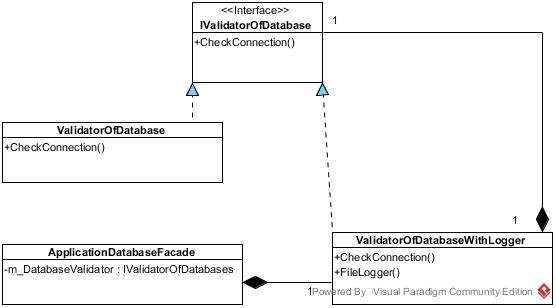 <<Interface>>
IValidatorOfDatabase
+CheckConnection()
1
ValidatorOfDatabase
+CheckConnection()
1
ValidatorOfDatabaseWithLogger
+CheckConnection()
+FileLogger()
ApplicationDatabaseFacade
-m_DatabaseValidator : IValidatorOfDatabases
1
Powered By Visual Paradigm Community Edition